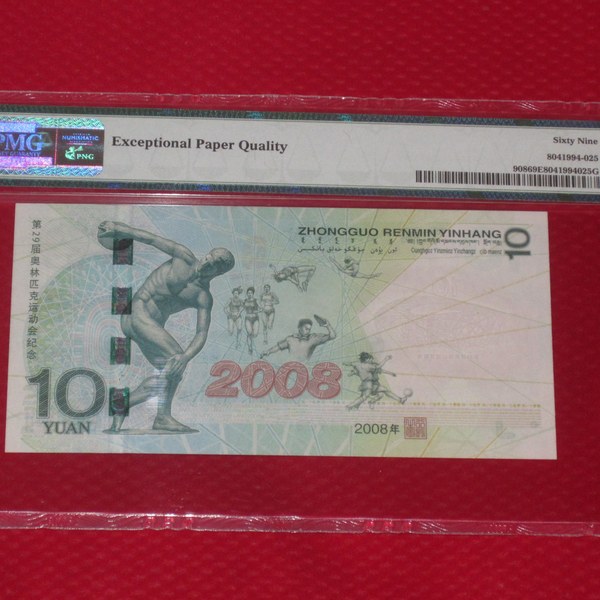 PMG
NUMISMATIC
PNG
Exceptional Paper Quality
Sixty Nine
8041994-025
90869E8041994025G
第29届奥林匹克运动会纪念
ZHONGGUO RENMIN YINHANG
10
2008
10
YUAN
2008年